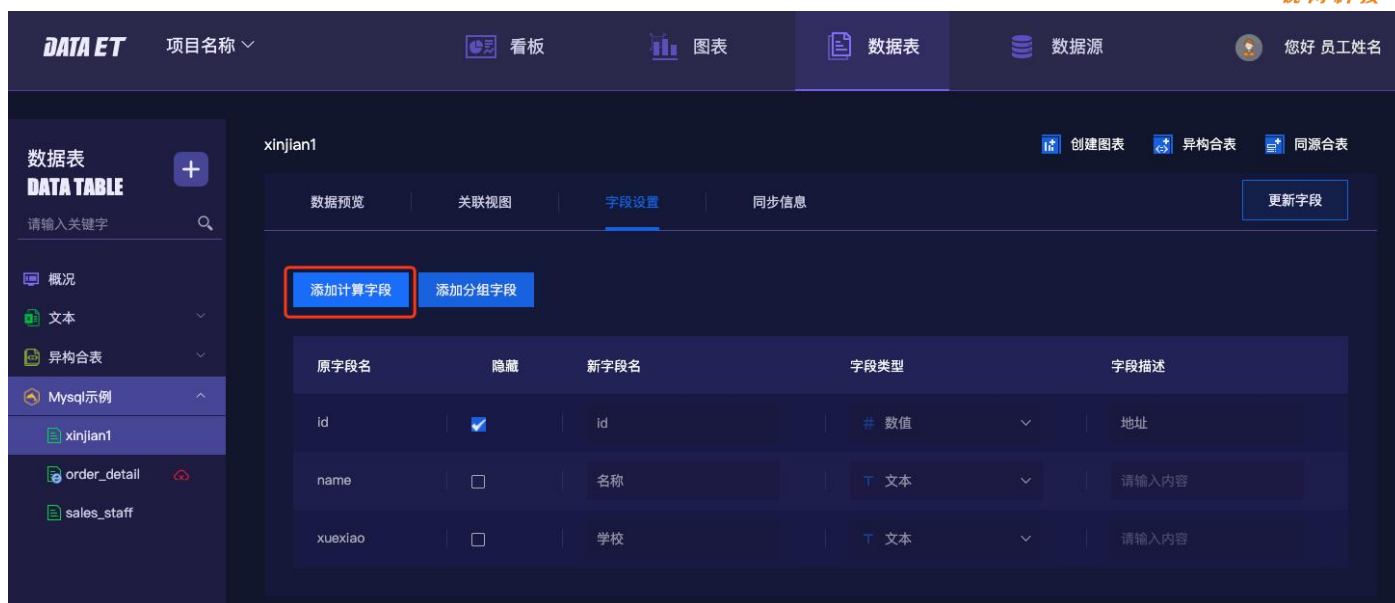 DATA ET 项目名称 看板 图表 数据表 数据源 您好 员工姓名
数据表
DATA TABLE
请输入关键字
概况
文本
异构合表
Mysql示例
xinjian1
order_detail
sales_staff
xinjian1 创建图表 异构合表 同源合表
数据预览 关联视图 字段设置 同步信息 更新字段
添加计算字段 添加分组字段
原字段名 隐藏 新字段名 字段类型 字段描述
id id # 数值 地址
name 名称 T 文本 请输入内容
xuexiao 学校 T 文本 请输入内容